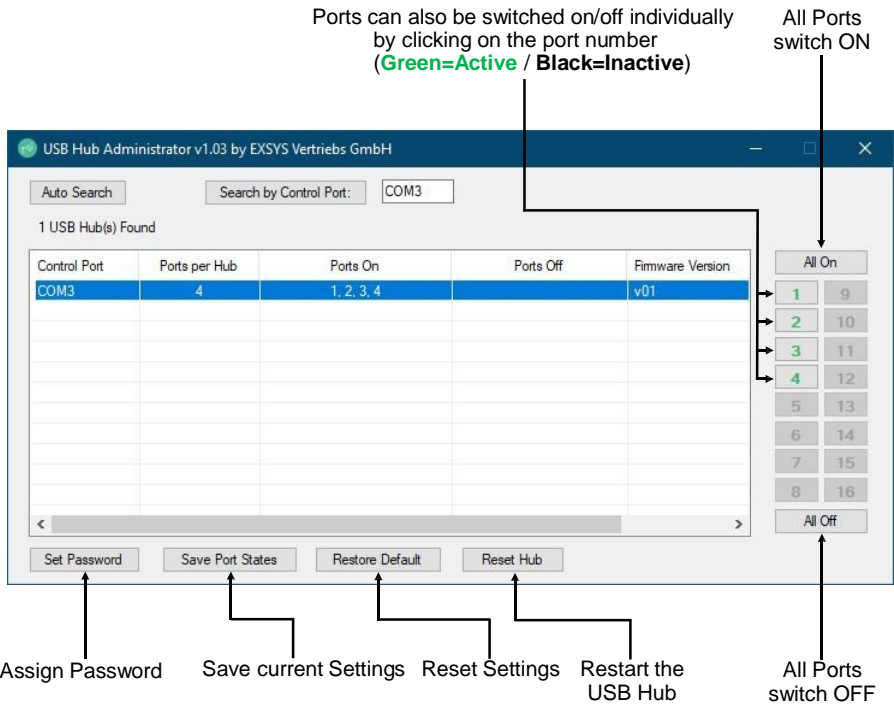 Ports can also be switched on/off individually
by clicking on the port number
(Green=Active / Black=Inactive)
All Ports
switch ON
USB Hub Administrator v1.03 by EXSYS Vertriebs GmbH
Auto Search
Search by Control Port:
COM3
1 USB Hub(s) Found
Control Port Ports per Hub Ports On Ports Off Firmware Version
COM3 4 1, 2, 3, 4 v01
All On
1 9
2 10
3 11
4 12
5 13
6 14
7 15
8 16
All Off
Set Password Save Port States Restore Default Reset Hub
Assign Password
Save current Settings
Reset Settings
Restart the
USB Hub
All Ports
switch OFF